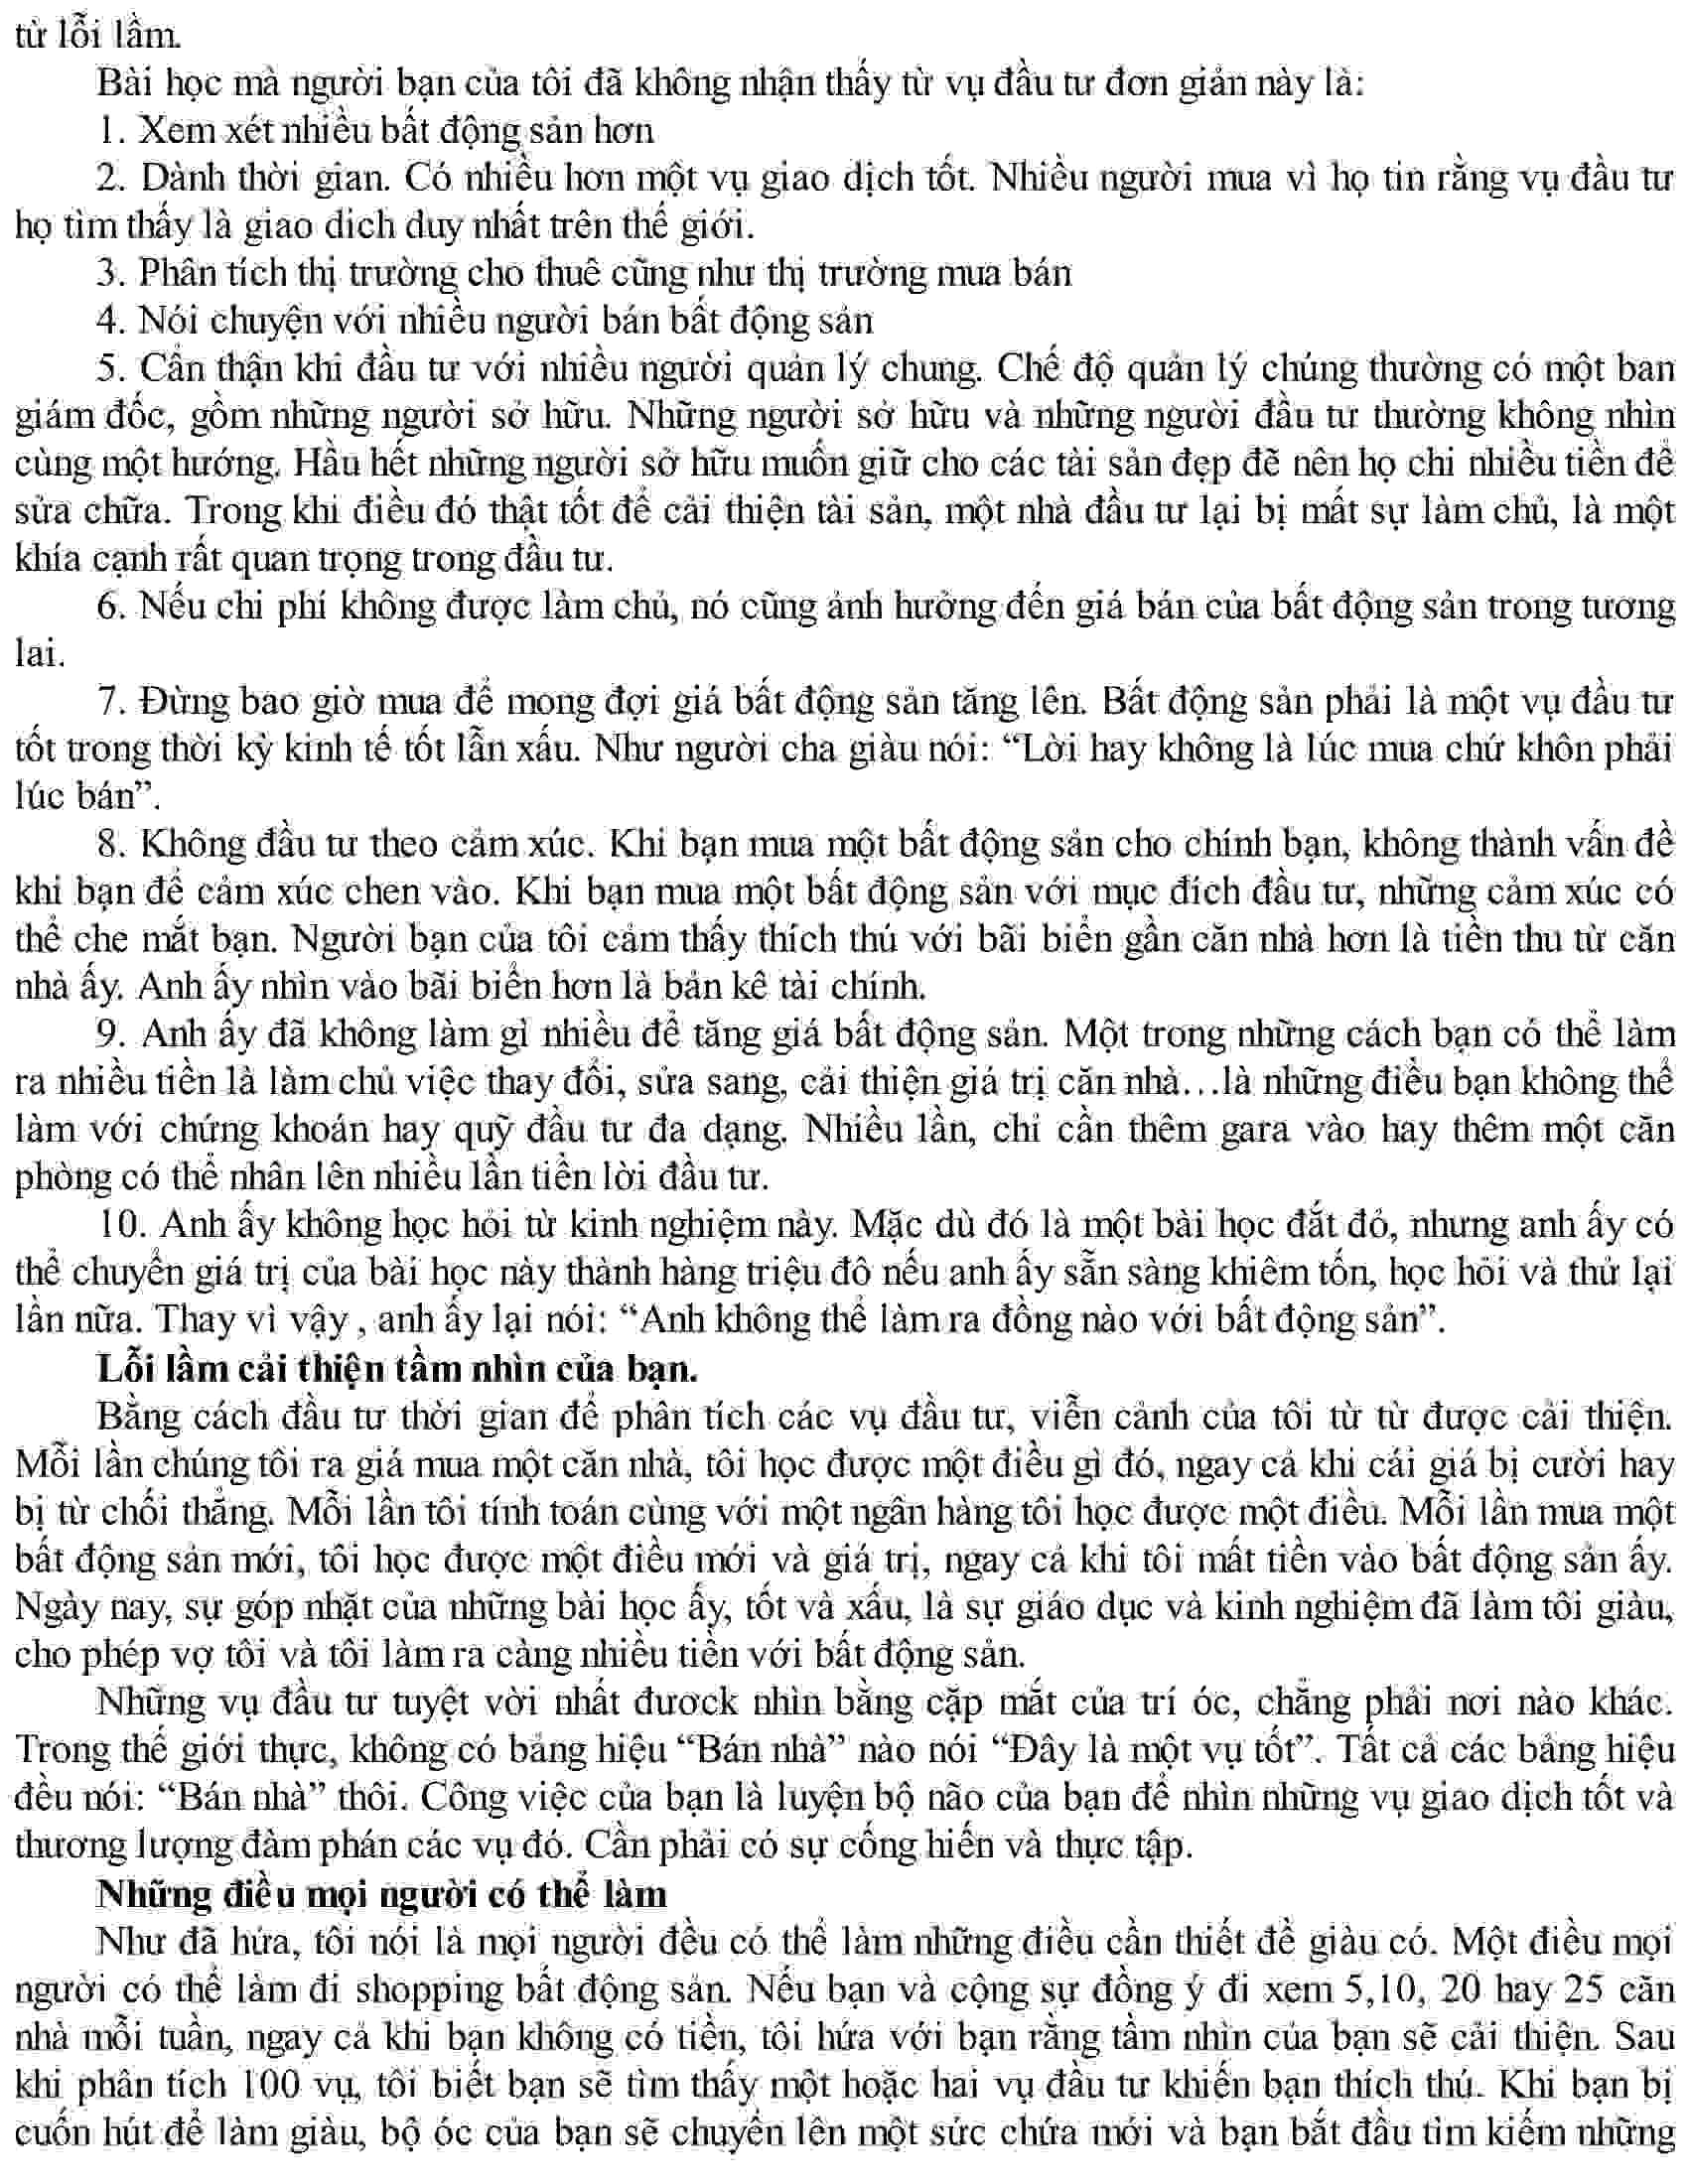 từ lỗi lầm.
Bài học mà người bạn của tôi đã không nhận thấy từ vụ đầu tư đơn giản này là:
1. Xem xét nhiều bất động sản hơn
2. Dành thời gian. Có nhiều hơn một vụ giao dịch tốt. Nhiều người mua vì họ tin rằng vụ đầu tư
họ tìm thấy là giao dich duy nhất trên thế giới.
3. Phân tích thị trường cho thuê cũng như thị trường mua bán
4. Nói chuyện với nhiều người bán bất động sản
5. Cẩn thận khi đầu tư với nhiều người quản lý chung. Chế độ quản lý chúng thường có một ban
giám đốc, gồm những người sở hữu. Những người sở hữu và những người đầu tư thường không nhìn
cùng một hướng. Hầu hết những người sở hữu muốn giữ cho các tài sản đẹp đẽ nên họ chi nhiều tiền để
sửa chữa. Trong khi điều đó thật tốt để cải thiện tài sản, một nhà đầu tư lại bị mất sự làm chủ, là một
khía cạnh rất quan trọng trong đầu tư.
6. Nếu chi phí không được làm chủ, nó cũng ảnh hưởng đến giá bán của bất động sản trong tương
lai.
7. Đừng bao giờ mua để mong đợi giá bất động sản tăng lên. Bất động sản phải là một vụ đầu tư
tốt trong thời kỳ kinh tế tốt lẫn xấu. Như người cha giàu nói: “Lời hay không là lúc mua chứ khôn phải
lúc bán”.
8. Không đầu tư theo cảm xúc. Khi bạn mua một bất động sản cho chính bạn, không thành vấn đề
khi bạn để cảm xúc chen vào. Khi bạn mua một bất động sản với mục đích đầu tư, những cảm xúc có
thể che mắt bạn. Người bạn của tôi cảm thấy thích thú với bãi biển gần căn nhà hơn là tiền thu từ căn
nhà ấy. Anh ấy nhìn vào bãi biển hơn là bản kê tài chính.
9. Anh ấy đã không làm gì nhiều để tăng giá bất động sản. Một trong những cách bạn có thể làm
ra nhiều tiền là làm chủ việc thay đổi, sửa sang, cải thiện giá trị căn nhà…là những điều bạn không thể
làm với chứng khoán hay quỹ đầu tư đa dạng. Nhiều lần, chỉ cần thêm gara vào hay thêm một căn
phòng có thể nhân lên nhiều lần tiền lời đầu tư.
10. Anh ấy không học hỏi từ kinh nghiệm này. Mặc dù đó là một bài học đắt đỏ, nhưng anh ấy có
thể chuyển giá trị của bài học này thành hàng triệu đô nếu anh ấy sẵn sàng khiêm tốn, học hỏi và thử lại
lần nữa. Thay vì vậy , anh ấy lại nói: “Anh không thể làm ra đồng nào với bất động sản”.
Lỗi lầm cải thiện tầm nhìn của bạn.
Bằng cách đầu tư thời gian để phân tích các vụ đầu tư, viễn cảnh của tôi từ từ được cải thiện.
Mỗi lần chúng tôi ra giá mua một căn nhà, tôi học được một điều gì đó, ngay cả khi cái giá bị cười hay
bị từ chối thẳng. Mỗi lần tôi tính toán cùng với một ngân hàng tôi học được một điều. Mỗi lần mua một
bất động sản mới, tôi học được một điều mới và giá trị, ngay cả khi tôi mất tiền vào bất động sản ấy.
Ngày nay, sự góp nhặt của những bài học ấy, tốt và xấu, là sự giáo dục và kinh nghiệm đã làm tôi giàu,
cho phép vợ tôi và tôi làm ra càng nhiều tiền với bất động sản.
Những vụ đầu tư tuyệt vời nhất đươck nhìn bằng cặp mắt của trí óc, chẳng phải nơi nào khác.
Trong thế giới thực, không có bảng hiệu “Bán nhà” nào nói “Đây là một vụ tốt”. Tất cả các bảng hiệu
đều nói: “Bán nhà” thôi. Công việc của bạn là luyện bộ não của bạn để nhìn những vụ giao dịch tốt và
thương lượng đàm phán các vụ đó. Cần phải có sự cống hiến và thực tập.
Những điều mọi người có thể làm
Như đã hứa, tôi nói là mọi người đều có thể làm những điều cần thiết để giàu có. Một điều mọi
người có thể làm đi shopping bất động sản. Nếu bạn và cộng sự đồng ý đi xem 5,10, 20 hay 25 căn
nhà mỗi tuần, ngay cả khi bạn không có tiền, tôi hứa với bạn rằng tầm nhìn của bạn sẽ cải thiện. Sau
khi phân tích 100 vụ, tôi biết bạn sẽ tìm thấy một hoặc hai vụ đầu tư khiến bạn thích thú. Khi bạn bị
cuốn hút để làm giàu, bộ óc của bạn sẽ chuyển lên một sức chứa mới và bạn bắt đầu tìm kiếm những